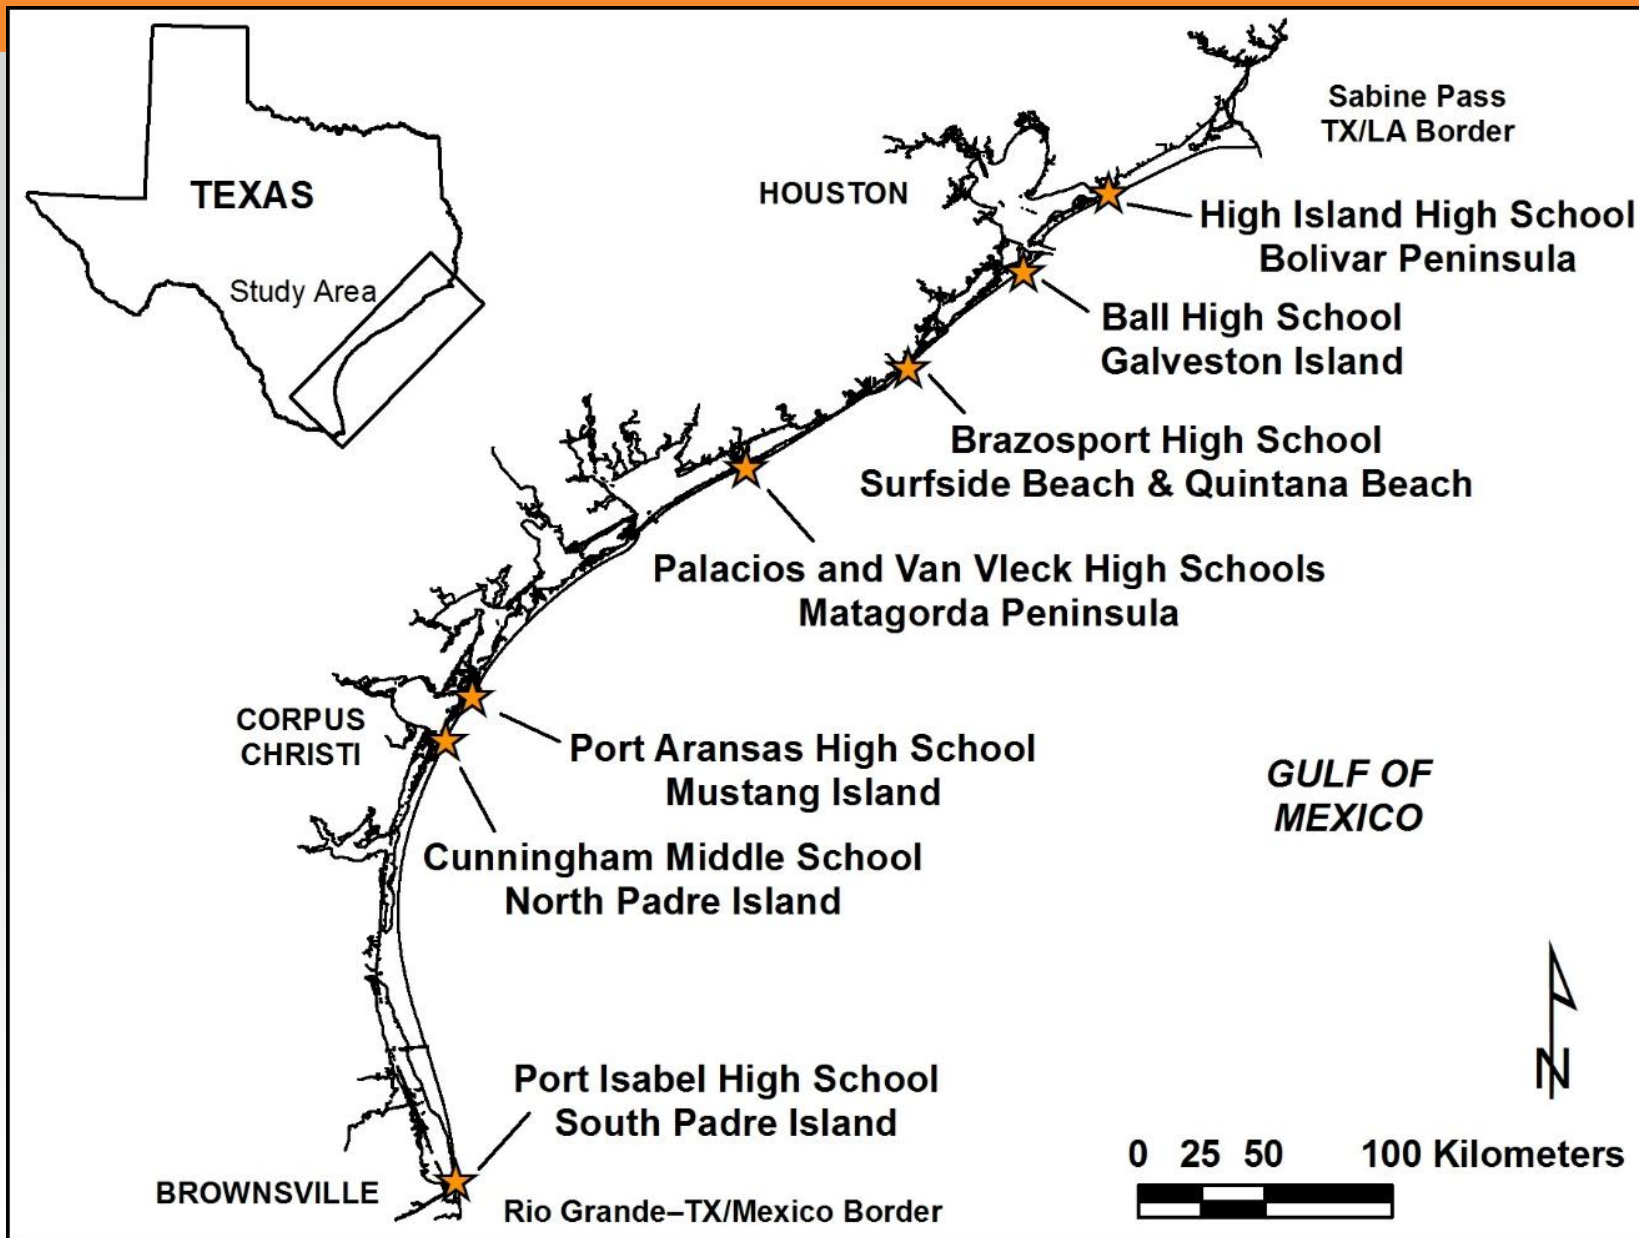 Sabine Pass
TX/LA Border
TEXAS
HOUSTON
High Island High School
Bolivar Peninsula
Study Area
Ball High School
Galveston Island
Brazosport High School
Surfside Beach & Quintana Beach
Palacios and Van Vleck High Schools
Matagorda Peninsula
CORPUS
CHRISTI
Port Aransas High School
Mustang Island
GULF OF
MEXICO
Cunningham Middle School
North Padre Island
N
Port Isabel High School
South Padre Island
0 25 50 100 Kilometers
BROWNSVILLE
Rio Grande–TX/Mexico Border